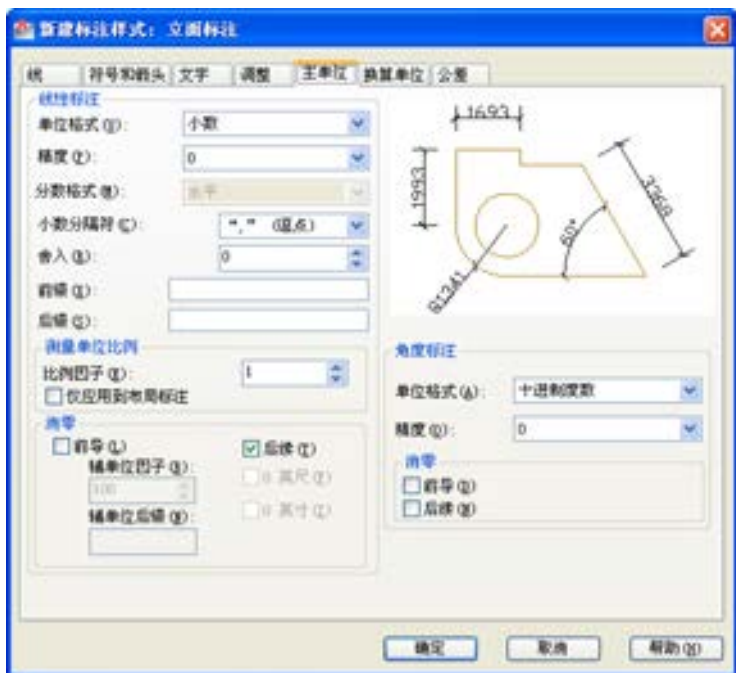 新建标注样式：立面标注
线 符号和箭头 文字 调整 主单位 换算单位 公差
线性标注
单位格式(U): 小数
精度(P): 0
分数格式(M): 水平
小数分隔符(C): "," (逗点)
舍入(R): 0
前缀(X):
后缀(S):
测量单位比例
比例因子(E): 1
仅应用到布局标注
消零
前导(L) 后续(T)
辅单位因子(B): 0 英尺(F)
100
辅单位后缀(N): 0 英寸(I)
1693
1993
3368
60°
R1341
角度标注
单位格式(A): 十进制度数
精度(O): 0
消零
前导(D)
后续(N)
确定 取消 帮助(H)